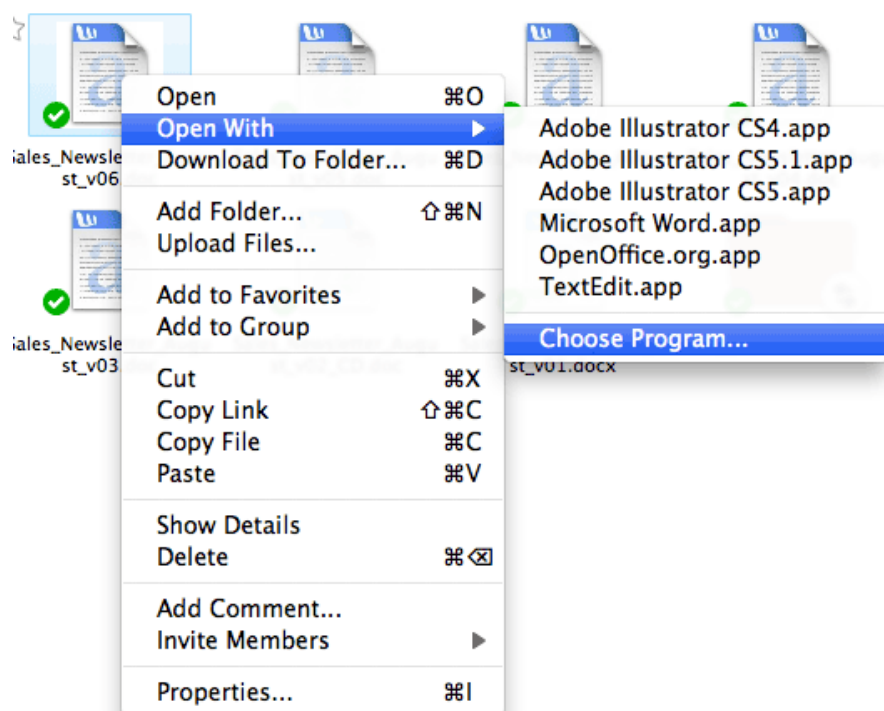 Open ⌘O
Open With ▶
Download To Folder... ⌘D
Add Folder... ⇧⌘N
Upload Files...
Add to Favorites ▶
Add to Group ▶
Cut ⌘X
Copy Link ⇧⌘C
Copy File ⌘C
Paste ⌘V
Show Details
Delete ⌘⌫
Add Comment...
Invite Members ▶
Properties... ⌘I
Adobe Illustrator CS4.app
Adobe Illustrator CS5.1.app
Adobe Illustrator CS5.app
Microsoft Word.app
OpenOffice.org.app
TextEdit.app
Choose Program...
st_v06
st_v03
st_v02_CD.doc
st_v01.docx